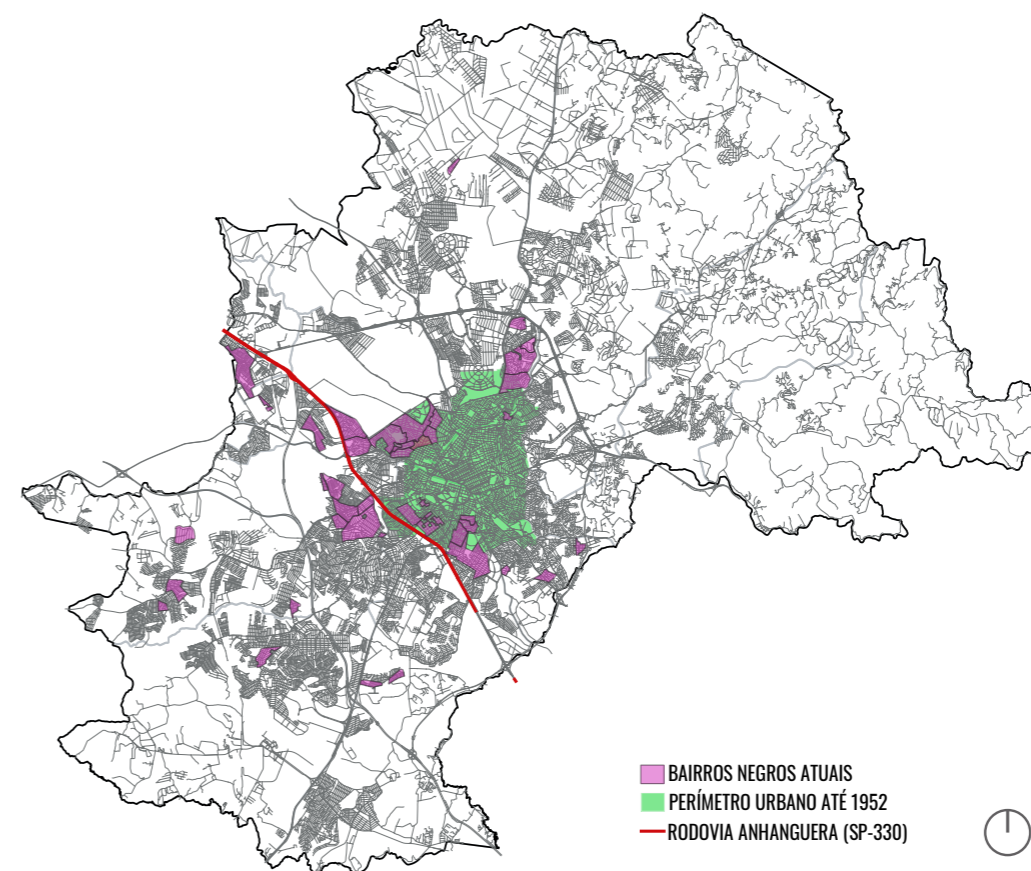 BAIRROS NEGROS ATUAIS
PERÍMETRO URBANO ATÉ 1952
RODOVIA ANHANGUERA (SP-330)